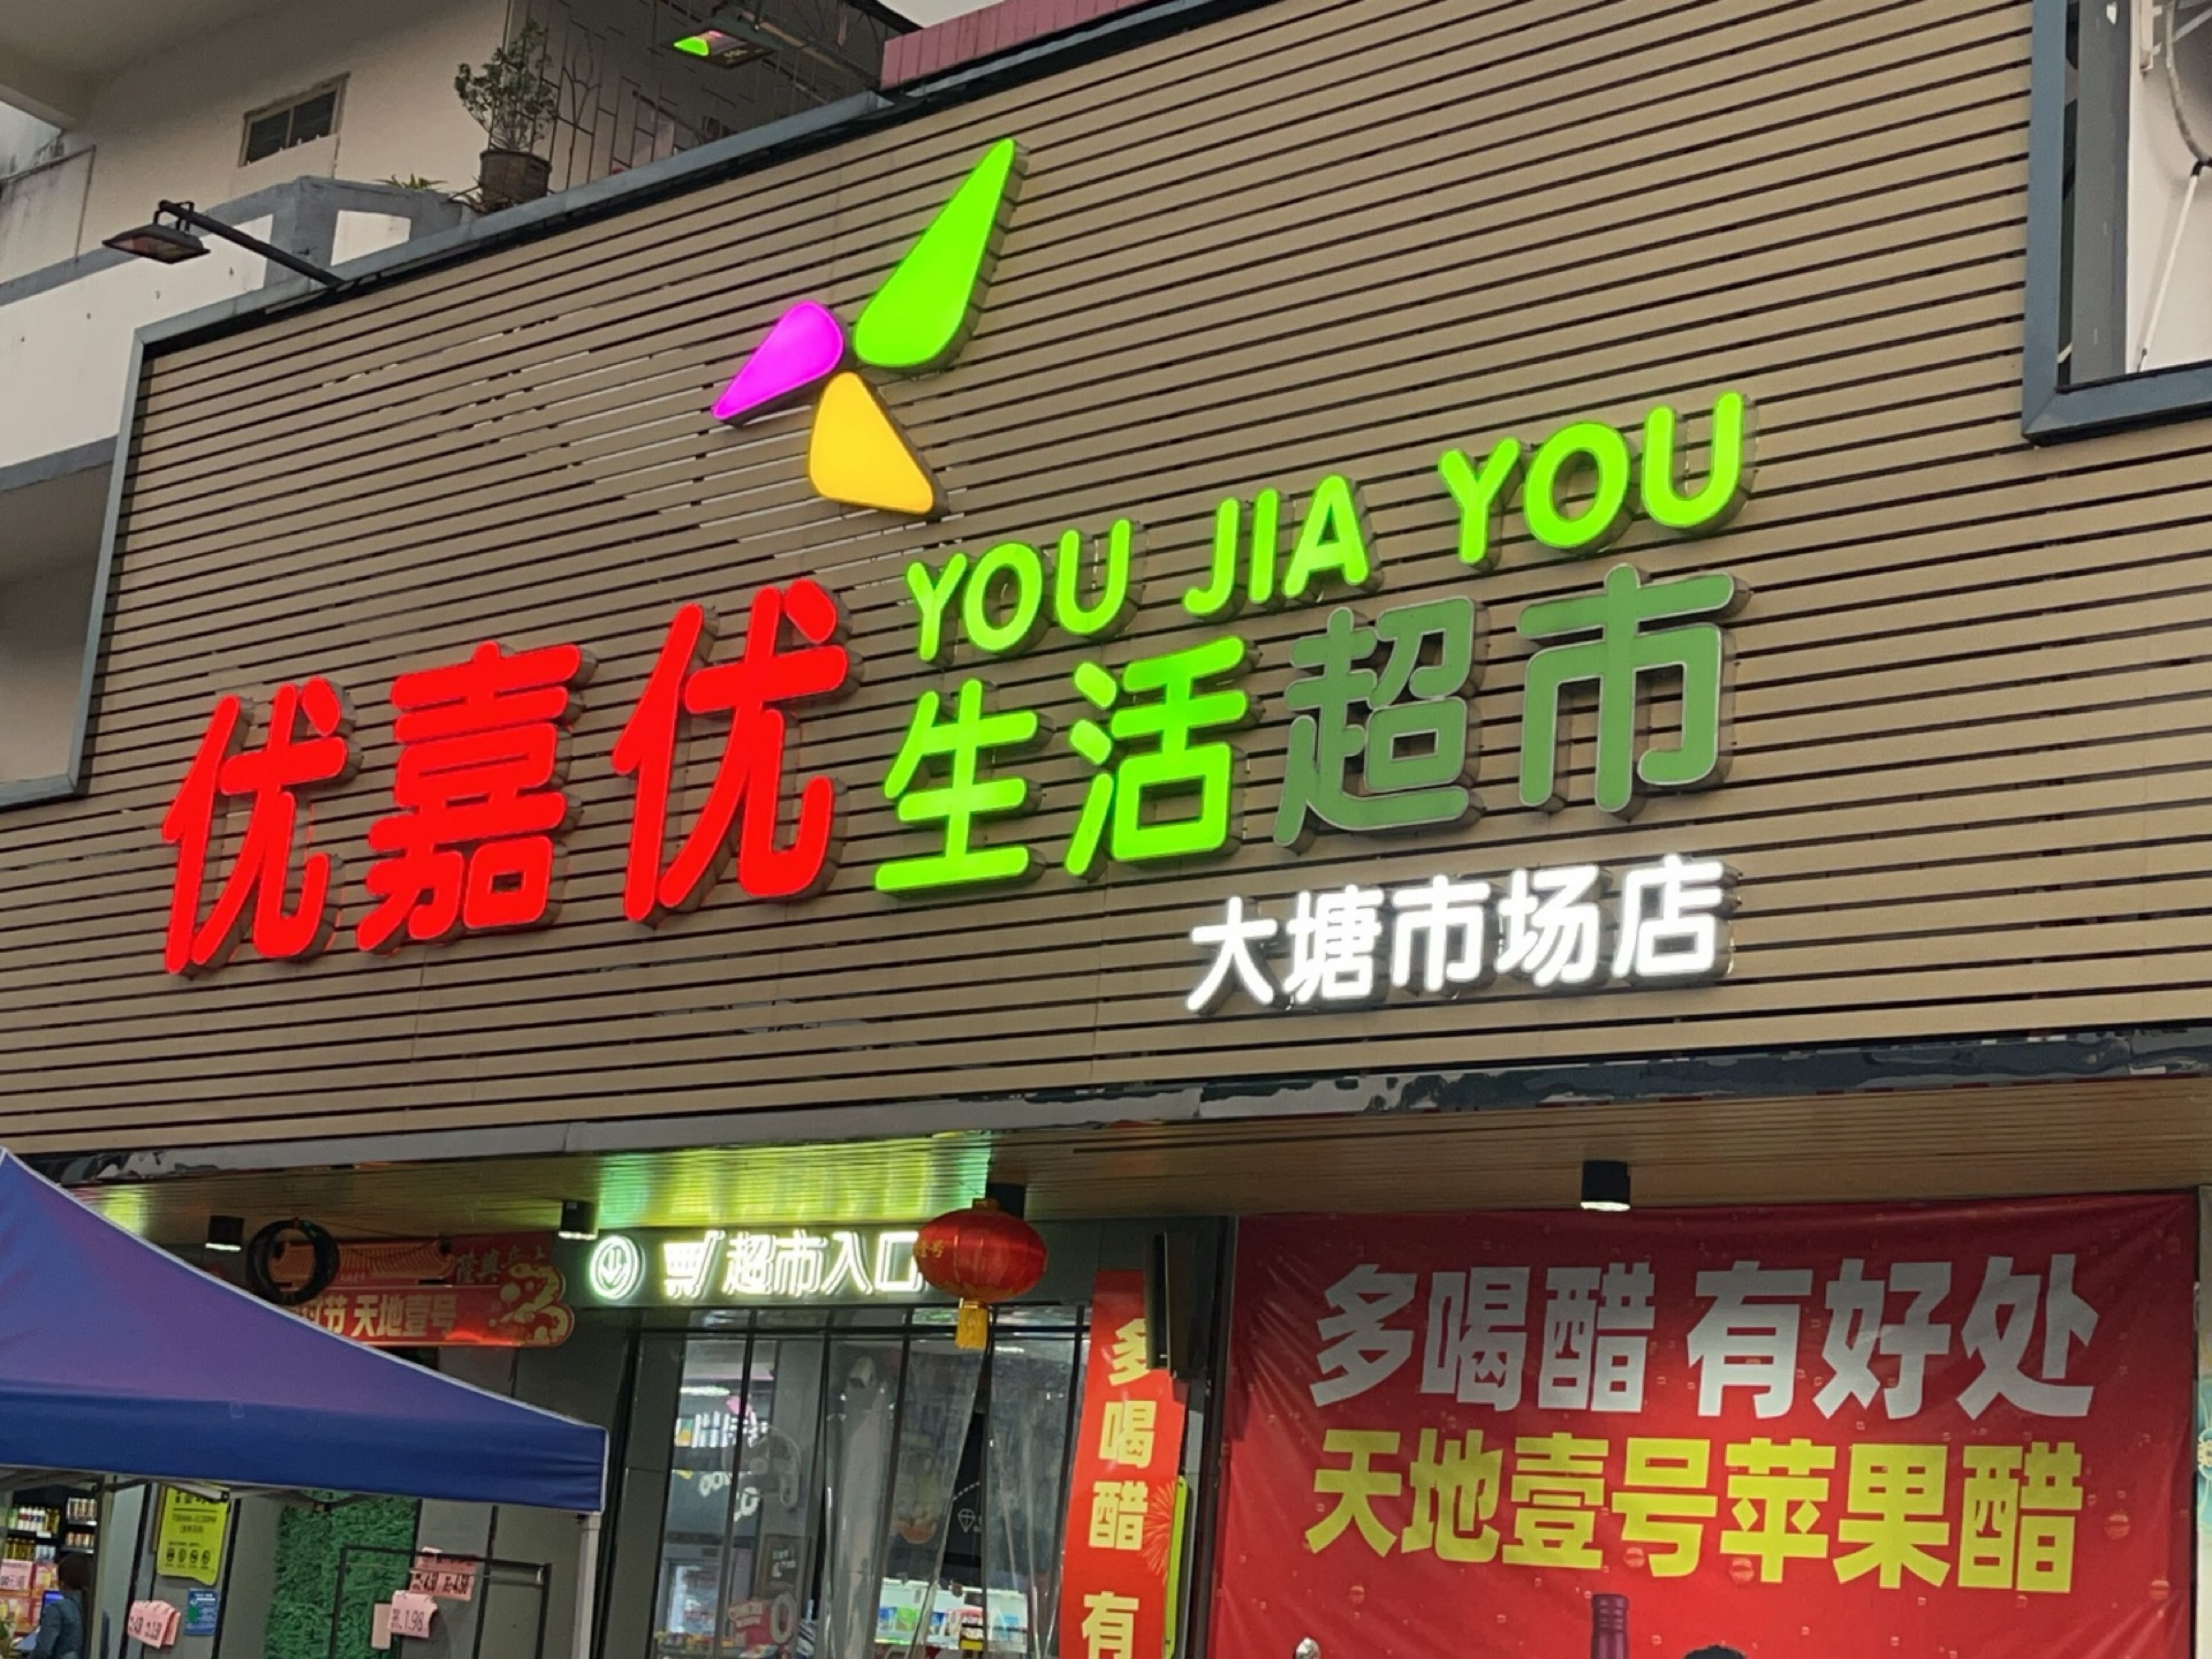 YOU JIA YOU
优嘉优生活超市
大塘市场店
超市入口
天地壹号
多喝醋 有好处
天地壹号苹果醋
多喝醋 有